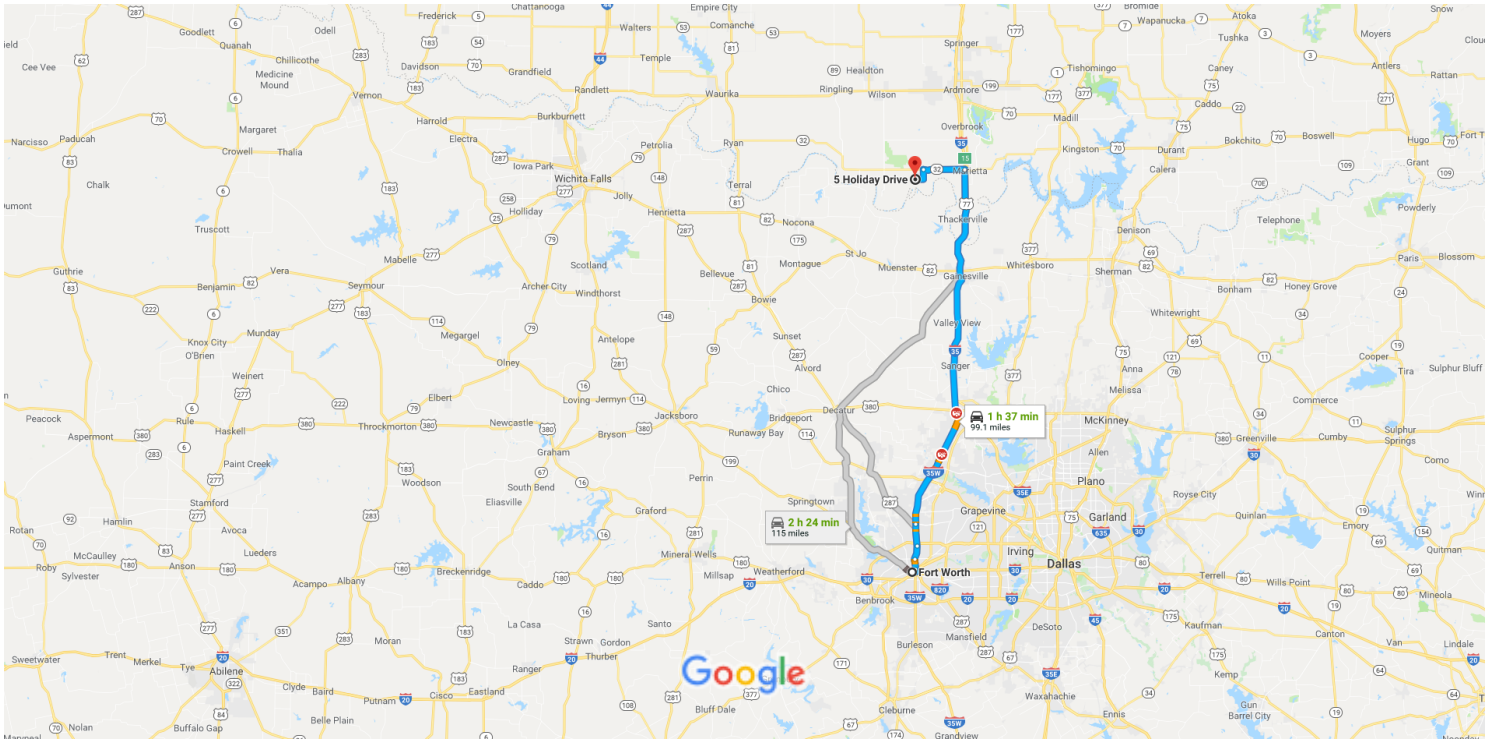 Chattanooga
Empire City
Bromide
Snow
Goodlett
Odell
Frederick
Walters
Comanche
Wapanucka
Atoka
Quanah
Chillicothe
Springer
Tushka
Moyers
Cee Vee
Davidson
Temple
Grandfield
Healdton
Tishomingo
Caney
Antlers
Medicine
Mound
Vernon
Randlett
Waurika
Ringling
Wilson
Ardmore
Caddo
Rattan
Burkburnett
Madill
Margaret
Harrold
Overbrook
Bokchito
Boswell
Narcisso
Paducah
Electra
Petrolia
Ryan
Kingston
Durant
Hugo
Fort T
Crowell
Thalia
Iowa Park
Marietta
Calera
Grant
5 Holiday Drive
Chalk
Wichita Falls
Terral
Jolly
Dumont
Holliday
Henrietta
Nocona
Thackerville
Telephone
Powderly
Truscott
Denison
Mabelle
St Jo
Scotland
Montague
Muenster
Whitesboro
Sherman
Paris
Blossom
Guthrie
Vera
Bellevue
Gainesville
Benjamin
Seymour
Archer City
Windthorst
Bonham
Honey Grove
Bowie
Whitewright
Munday
Megargel
Valley View
Knox City
O'Brien
Antelope
Sunset
Cooper
Olney
Alvord
Sanger
Anna
Tira
Sulphur Bluff
Weinert
Melissa
Chico
Elbert
Loving
Jermyn
Commerce
Peacock
Rule
Jacksboro
Decatur
Bridgeport
1 h 37 min
99.1 miles
McKinney
Haskell
Throckmorton
Newcastle
Bryson
Runaway Bay
Greenville
Cumby
Sulphur
Springs
Aspermont
Graham
Allen
Paint Creek
Como
Woodson
South Bend
Perrin
Plano
Royse City
Stamford
Eliasville
Springtown
Graford
Grapevine
Garland
Quinlan
Rotan
Hamlin
Avoca
2 h 24 min
115 miles
Emory
McCaulley
Lueders
Mineral Wells
Irving
Dallas
Quitman
Roby
Sylvester
Anson
Acampo
Albany
Breckenridge
Caddo
Millsap
Weatherford
Fort Worth
Terrell
Wills Point
Mineola
Benbrook
La Casa
Santo
DeSoto
Kaufman
Moran
Strawn
Gordon
Mansfield
Burleson
Canton
Van
Lindale
Sweetwater
Trent
Merkel
Tye
Abilene
Ranger
Thurber
Google
Kemp
Clyde
Baird
Putnam
Cisco
Eastland
Waxahachie
Gun
Barrel City
Nolan
Buffalo Gap
Belle Plain
Bluff Dale
Cleburne
Ennis
Maryneal
Grandview